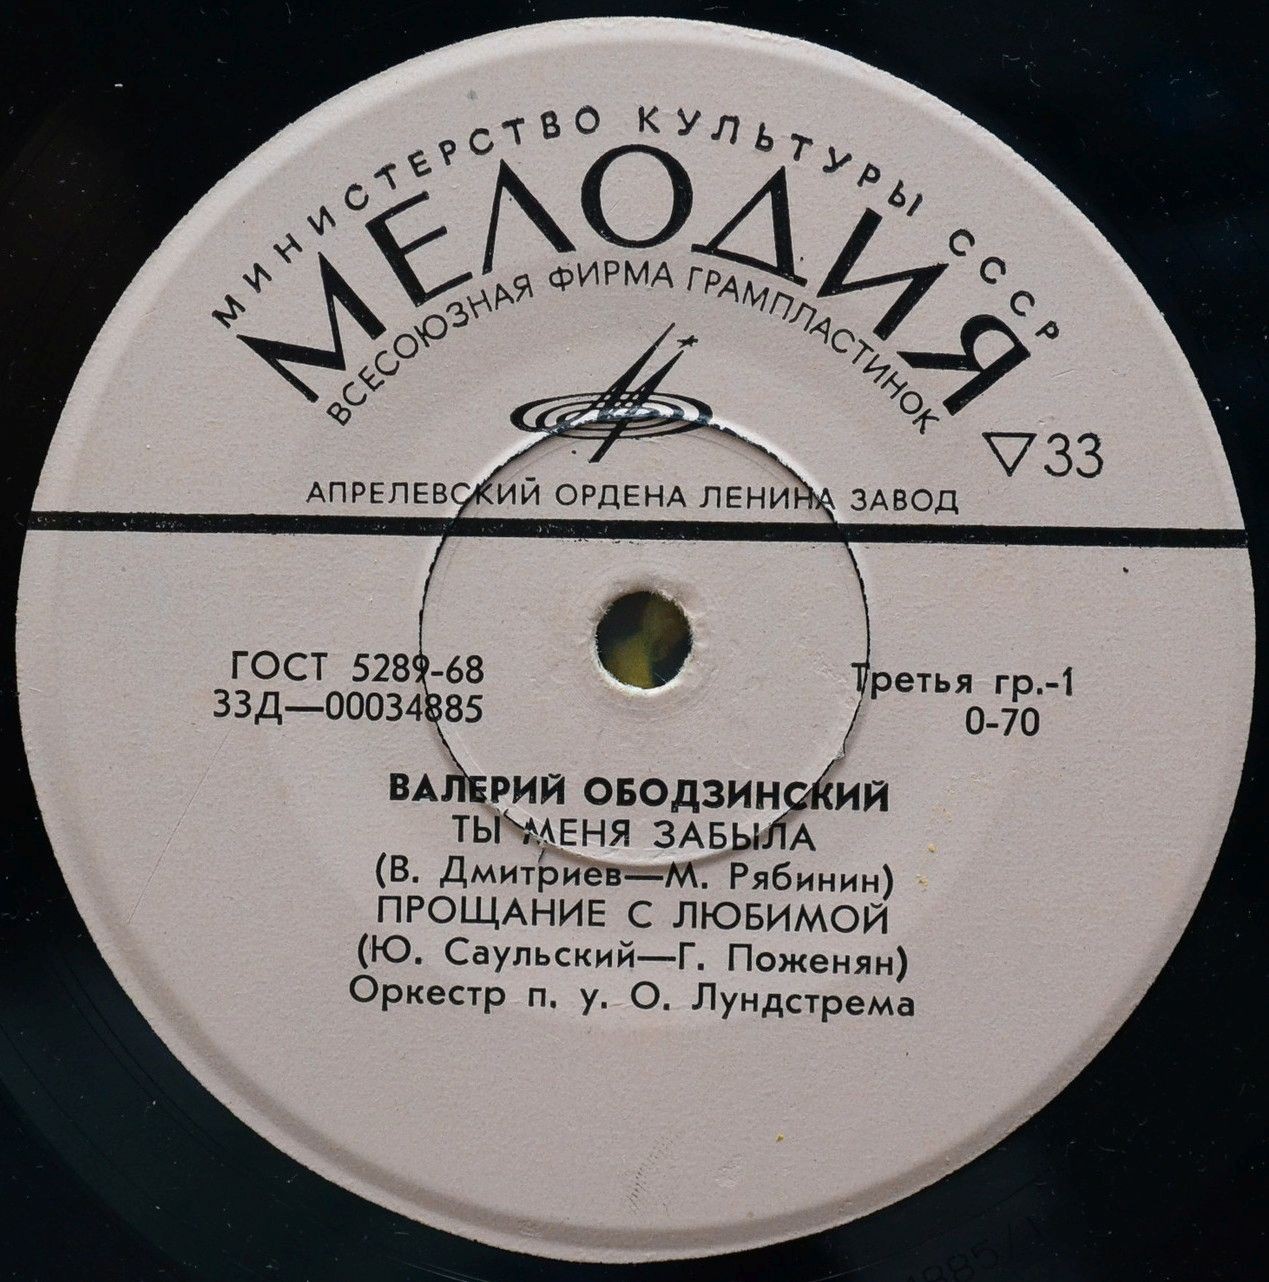 МИНИСТЕРСТВО КУЛЬТУРЫ СССР
МЕЛОДИЯ
ВСЕСОЮЗНАЯ ФИРМА ГРАМПЛАСТИНОК
▽33
АПРЕЛЕВСКИЙ ОРДЕНА ЛЕНИНА ЗАВОД
ГОСТ 5289-68
33Д—00034885
Третья гр.-1
0-70
ВАЛЕРИЙ ОБОДЗИНСКИЙ
ТЫ МЕНЯ ЗАБЫЛА
(В. Дмитриев—М. Рябинин)
ПРОЩАНИЕ С ЛЮБИМОЙ
(Ю. Саульский—Г. Поженян)
Оркестр п. у. О. Лундстрема